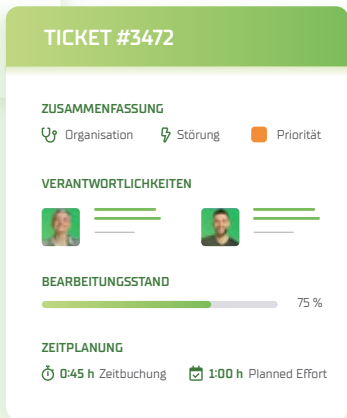 TICKET #3472
ZUSAMMENFASSUNG
Organisation Störung Priorität
VERANTWORTLICHKEITEN
BEARBEITUNGSSTAND
75 %
ZEITPLANUNG
0:45 h Zeitbuchung 1:00 h Planned Effort